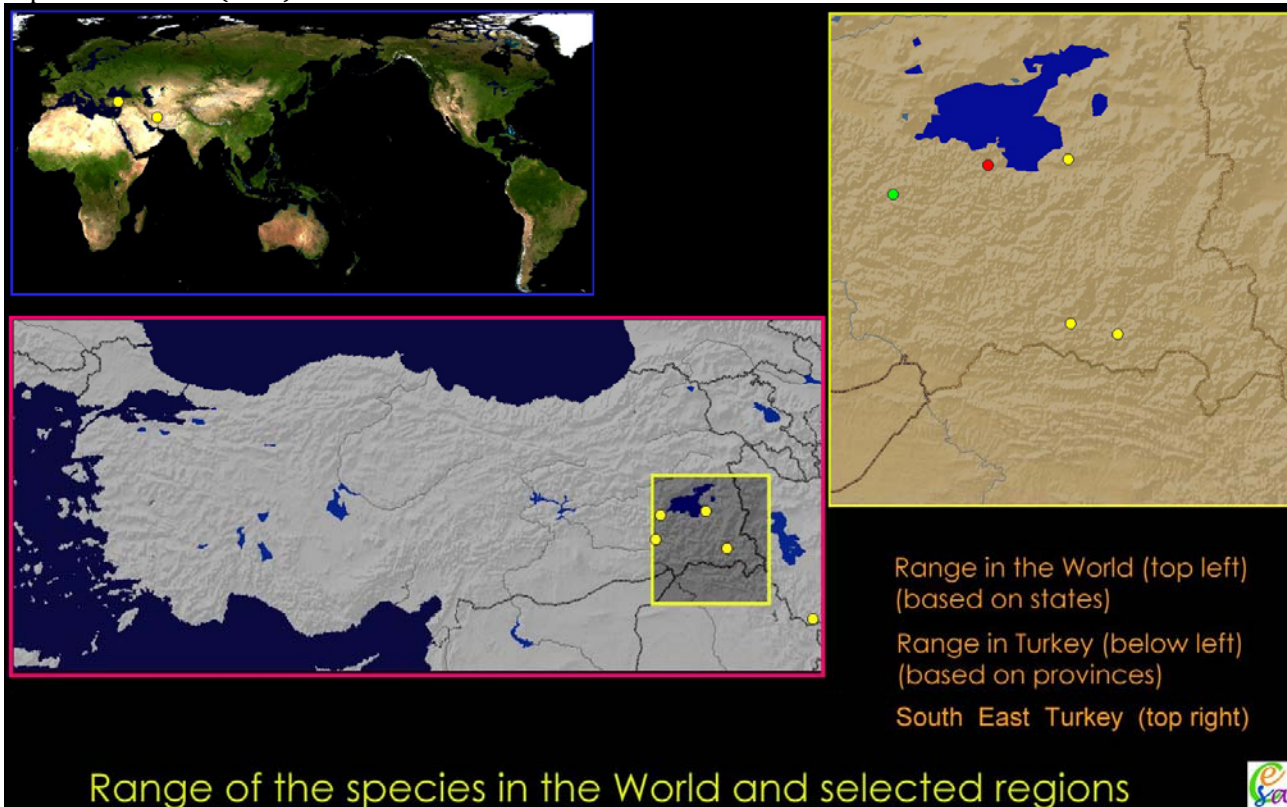 Range in the World (top left)
(based on states)
Range in Turkey (below left)
(based on provinces)
South East Turkey (top right)
Range of the species in the World and selected regions